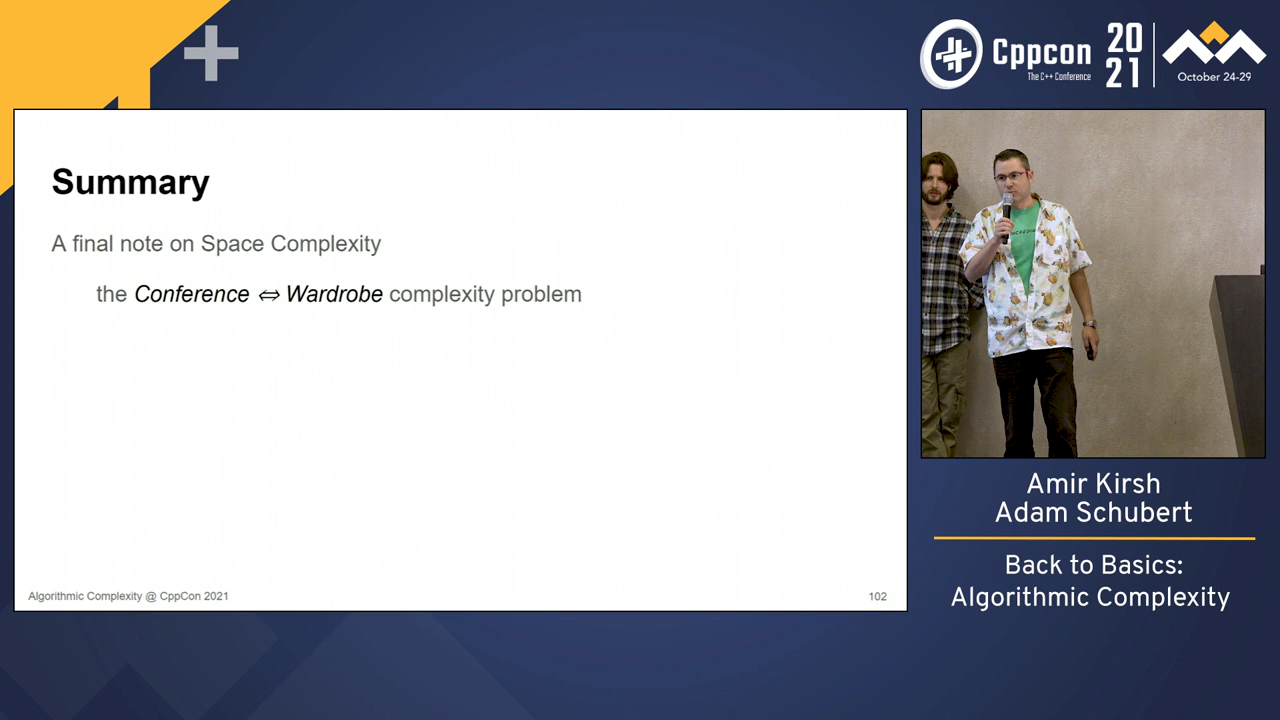 Cppcon
The C++ Conference
20
21
October 24-29
Summary
A final note on Space Complexity
the Conference ⇔ Wardrobe complexity problem
Algorithmic Complexity @ CppCon 2021
102
Amir Kirsh
Adam Schubert
Back to Basics:
Algorithmic Complexity